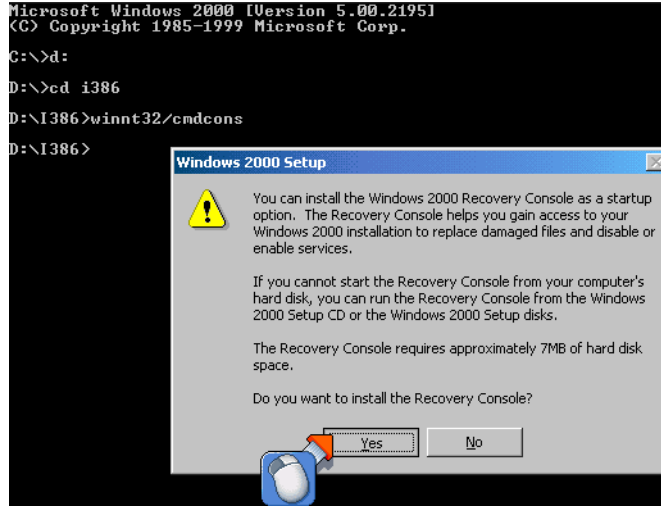 Microsoft Windows 2000 [Version 5.00.2195]
(C) Copyright 1985-1999 Microsoft Corp.
C:\>d:
D:\>cd i386
D:\I386>winnt32/cmdcons
D:\I386>
Windows 2000 Setup
You can install the Windows 2000 Recovery Console as a startup
option. The Recovery Console helps you gain access to your
Windows 2000 installation to replace damaged files and disable or
enable services.
If you cannot start the Recovery Console from your computer's
hard disk, you can run the Recovery Console from the Windows
2000 Setup CD or the Windows 2000 Setup disks.
The Recovery Console requires approximately 7MB of hard disk
space.
Do you want to install the Recovery Console?
Yes No